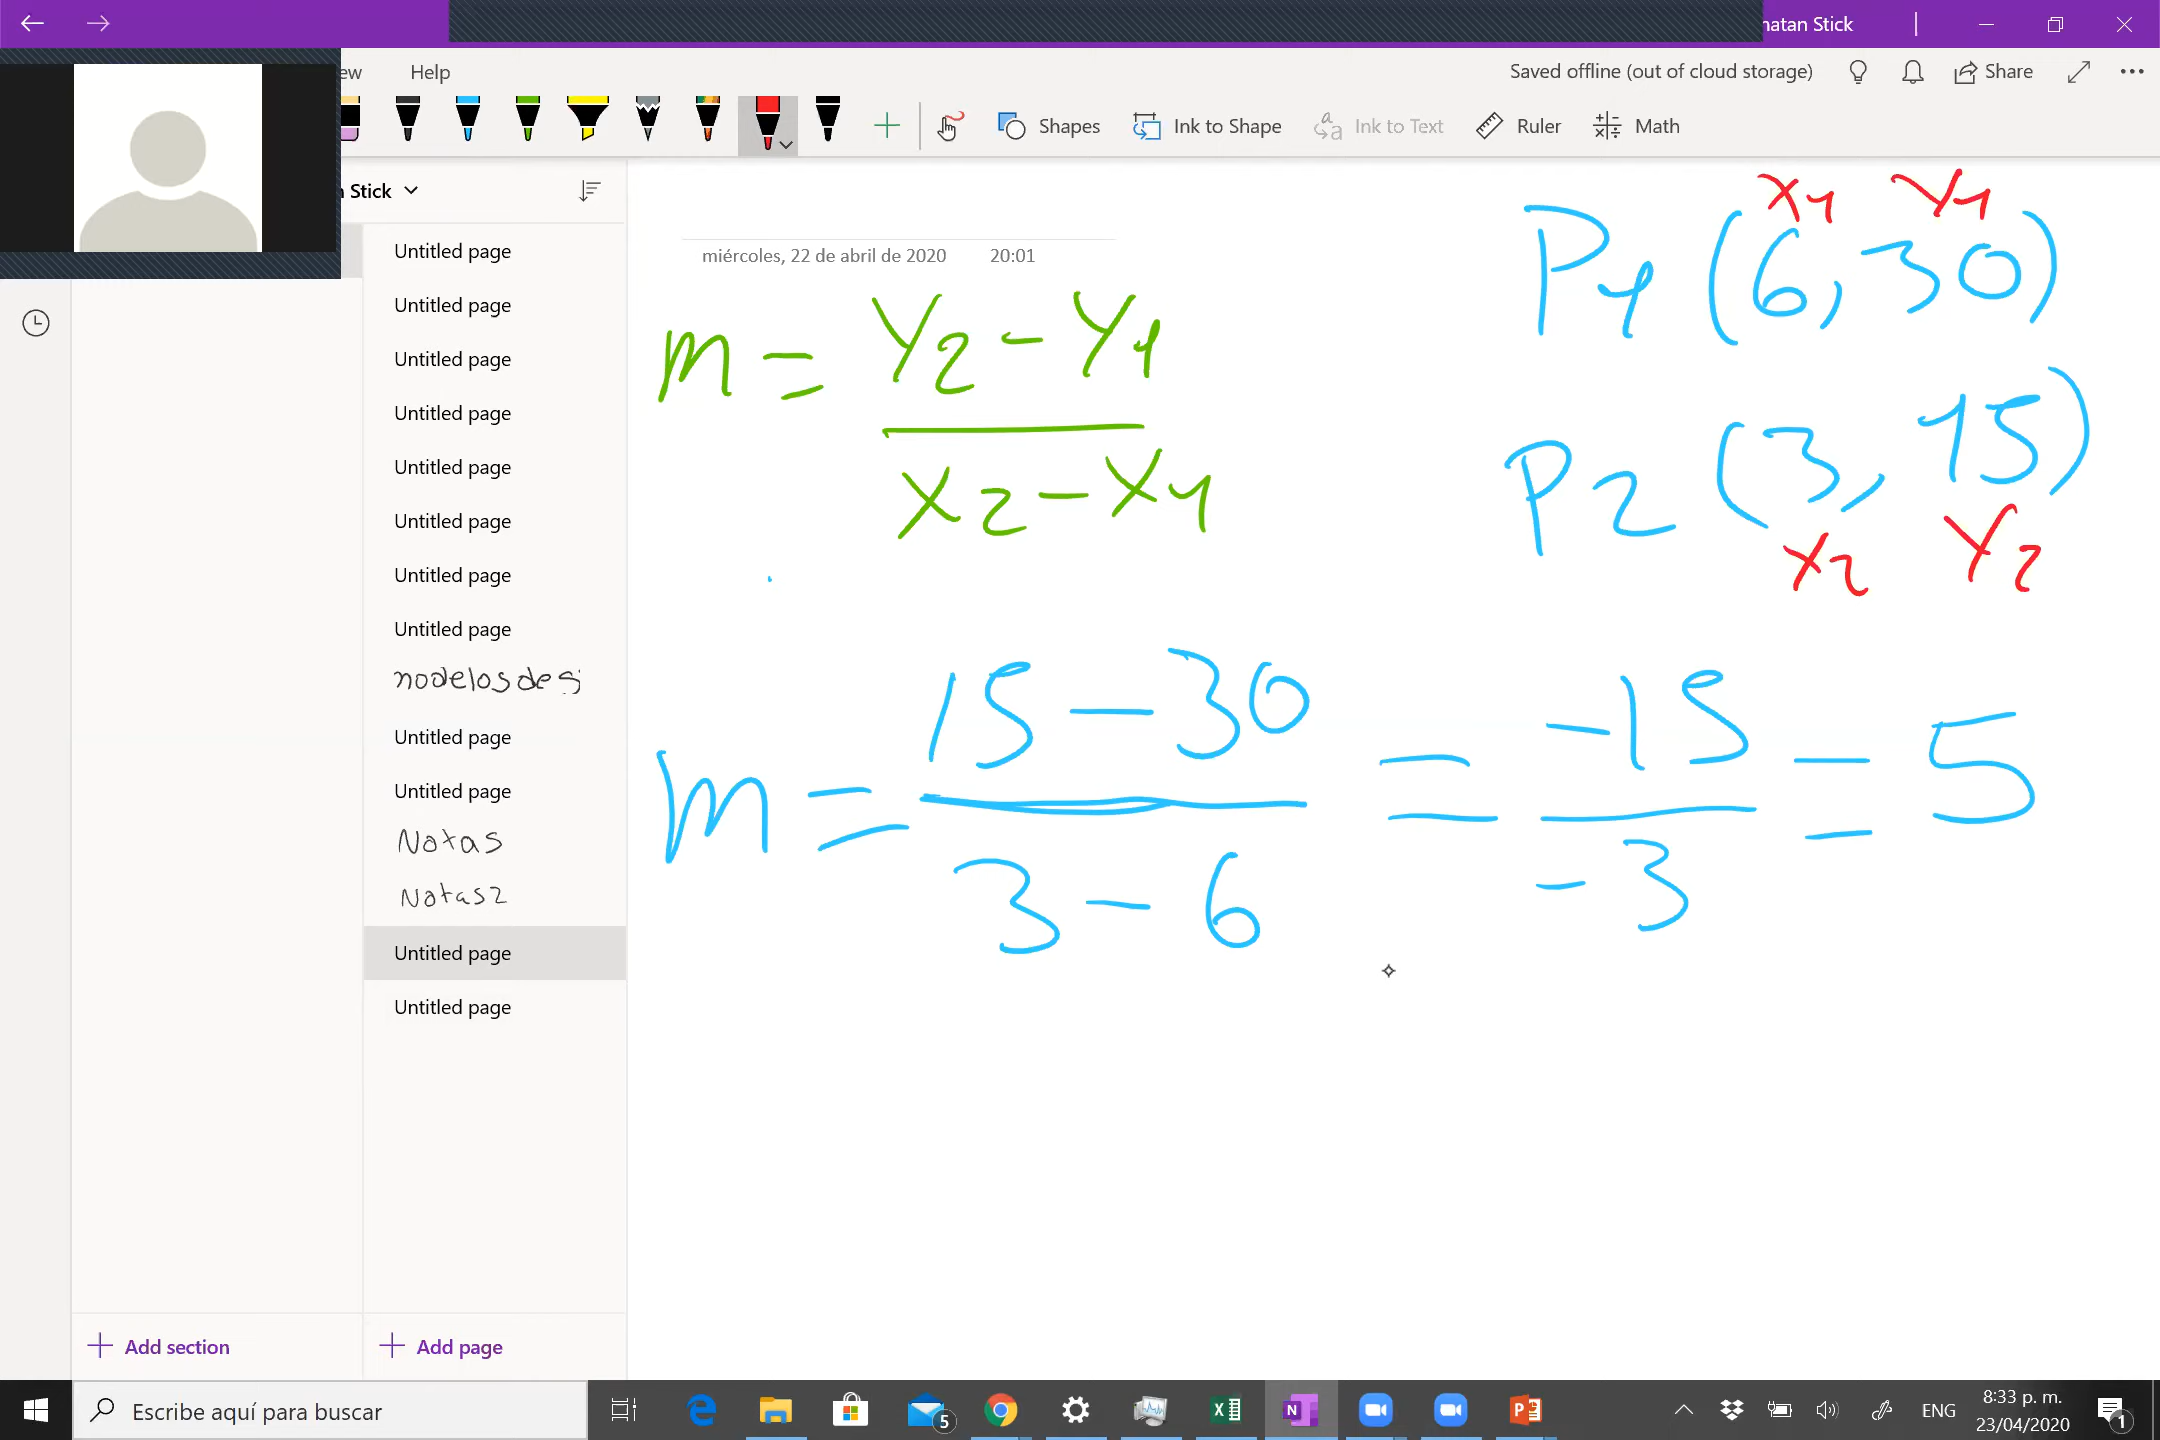 natan Stick
ew Help
Saved offline (out of cloud storage) Share
Shapes Ink to Shape Ink to Text Ruler Math
n Stick
Untitled page
Untitled page
Untitled page
Untitled page
Untitled page
Untitled page
Untitled page
Untitled page
nodelos de si
Untitled page
Untitled page
Notas
Notas2
Untitled page
Untitled page
Add section
Add page
miércoles, 22 de abril de 2020 20:01
m = Y2 - Y1
X2 - X1
X1 Y1
P1 (6, 30)
P2 (3, 15)
X2 Y2
m = 15 - 30 = -15 = 5
3 - 6 -3
Escribe aquí para buscar
5
ENG
8:33 p. m.
23/04/2020
1